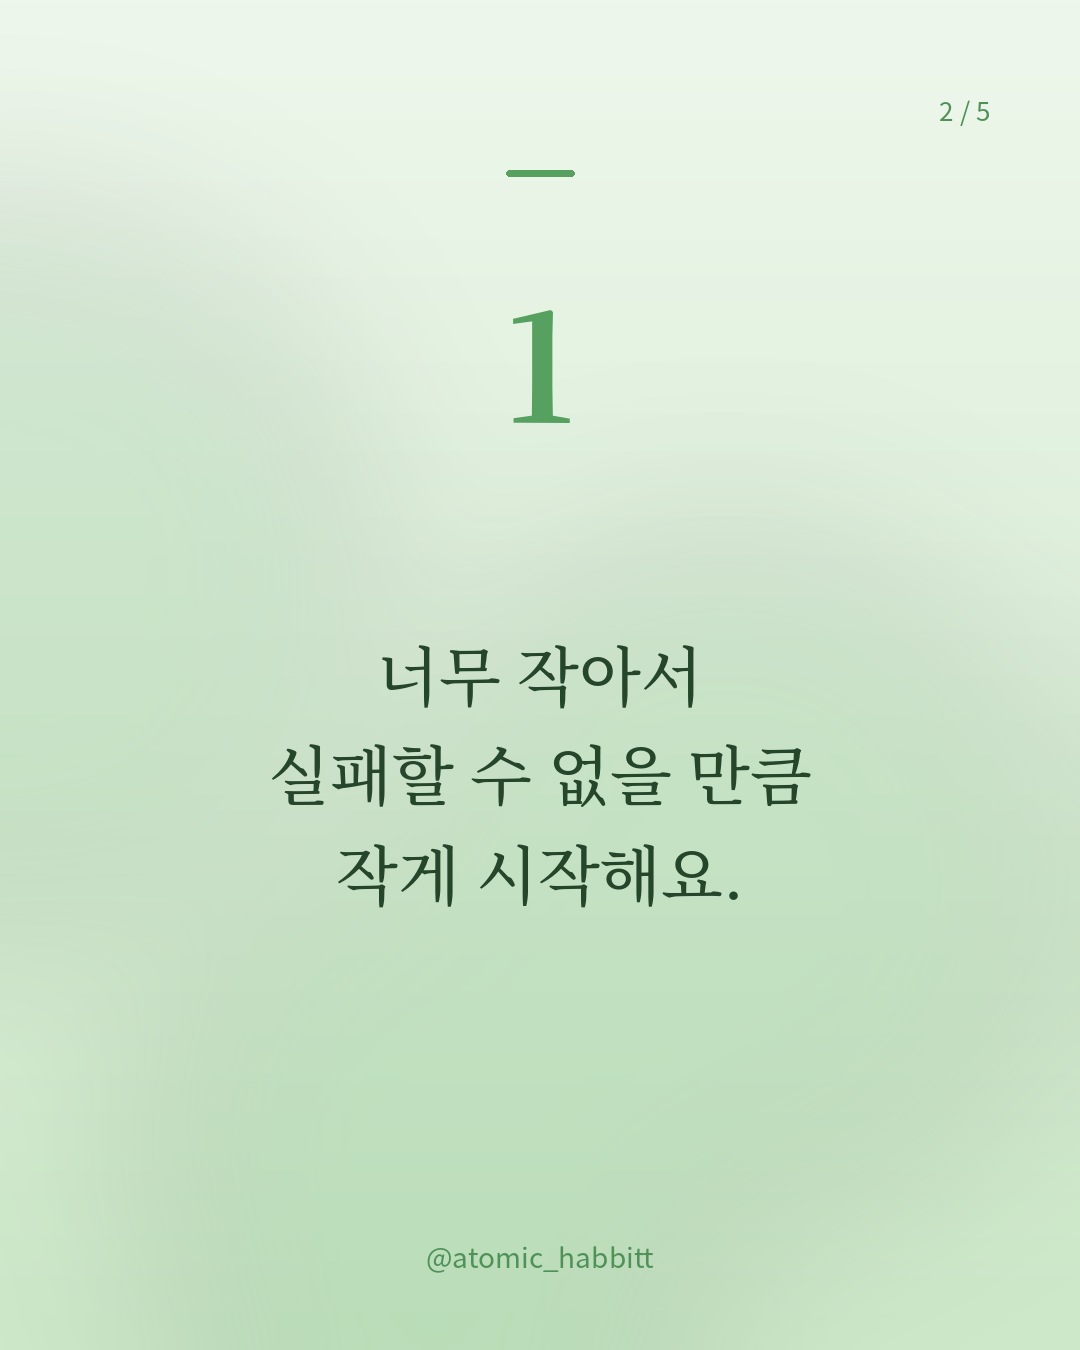 2 / 5
1
너무 작아서
실패할 수 없을 만큼
작게 시작해요.
@atomic_habbitt